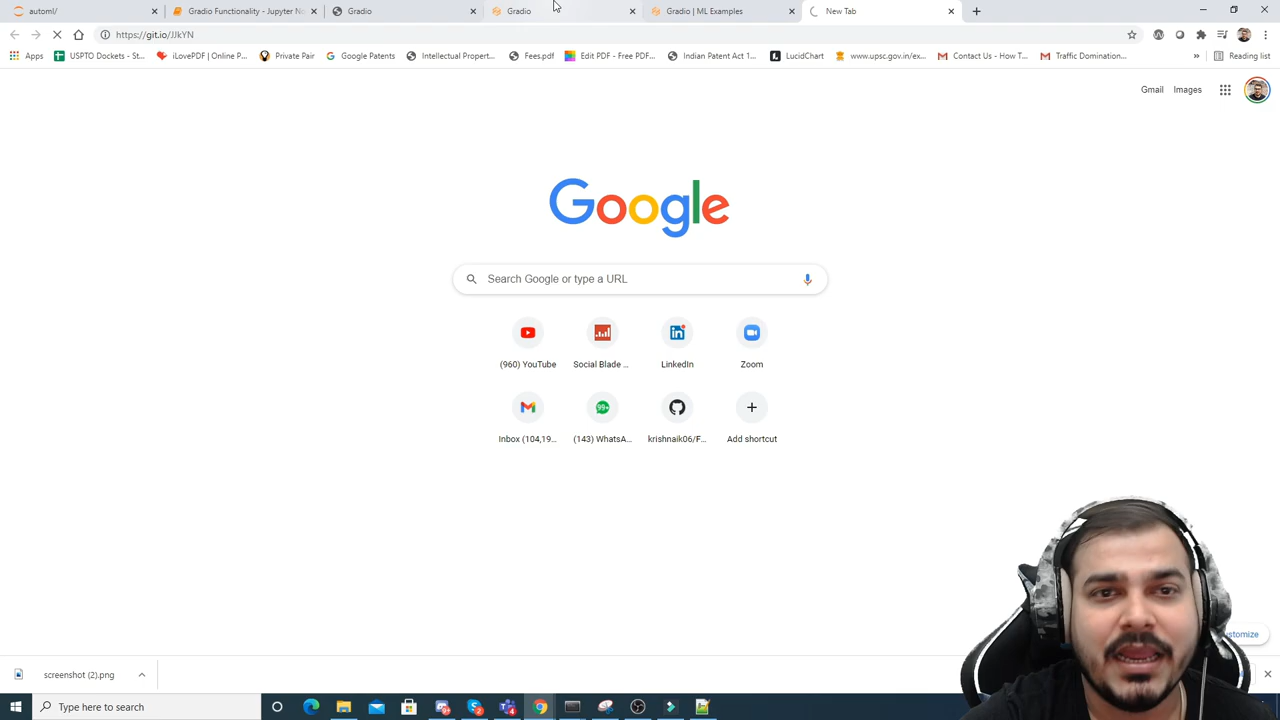 automl/
Gradio Functionality - Jupyter No
Gradio
Gradio
Gradio | ML Examples
New Tab
https://git.io/JJkYN
Apps
USPTO Dockets - St...
iLovePDF | Online P...
Private Pair
Google Patents
Intellectual Propert...
Fees.pdf
Edit PDF - Free PDF...
Indian Patent Act 1...
LucidChart
www.upsc.gov.in/ex...
Contact Us - How T...
Traffic Domination...
»
Reading list
Gmail
Images
Google
Search Google or type a URL
(960) YouTube
Social Blade ...
LinkedIn
Zoom
99+
Inbox (104,19...
(143) WhatsA...
krishnaik06/F...
Add shortcut
ustomize
screenshot (2).png
Type here to search